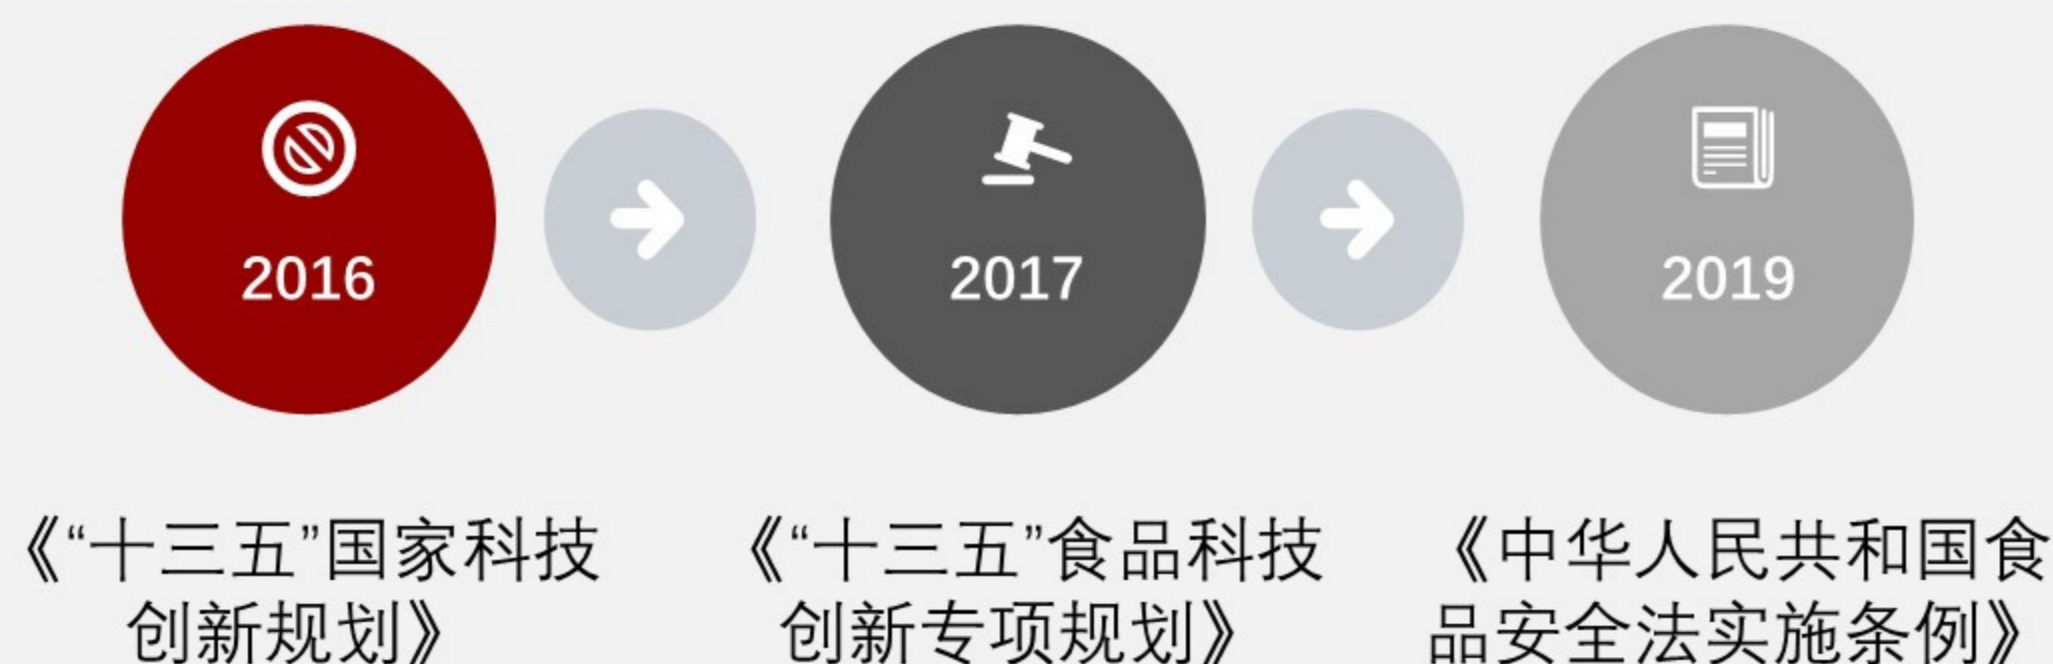 2016
2017
2019
《“十三五”国家科技
创新规划》
《“十三五”食品科技
创新专项规划》
《中华人民共和国食
品安全法实施条例》